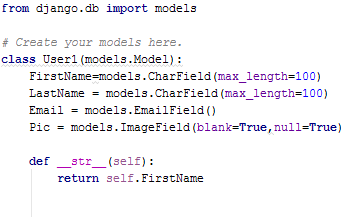 from django.db import models
# Create your models here.
class User1(models.Model):
FirstName=models.CharField(max_length=100)
LastName = models.CharField(max_length=100)
Email = models.EmailField()
Pic = models.ImageField(blank=True,null=True)
def __str__(self):
return self.FirstName